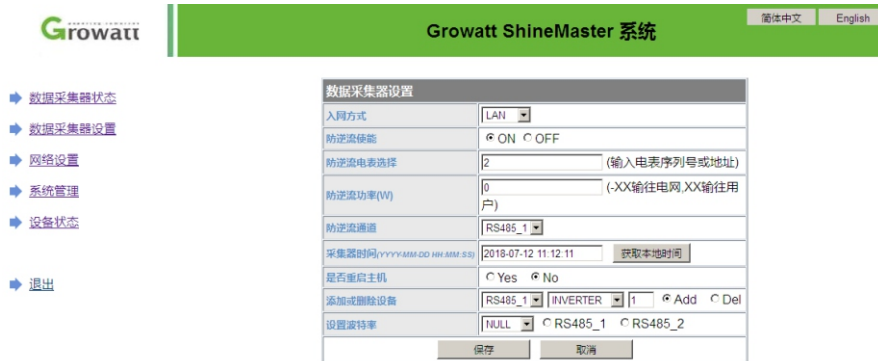 Growatt
Growatt ShineMaster 系统
简体中文 English
数据采集器状态
数据采集器设置
网络设置
系统管理
设备状态
退出
数据采集器设置
入网方式 LAN
防逆流使能 ON OFF
防逆流电表选择 2 (输入电表序列号或地址)
防逆流功率(W) 0 (-XX输往电网,XX输往用
户)
防逆流通道 RS485_1
采集器时间(YYYY-MM-DD HH:MM:SS) 2018-07-12 11:12:11 获取本地时间
是否重启主机 Yes No
添加或删除设备 RS485_1 INVERTER 1 Add Del
设置波特率 NULL RS485_1 RS485_2
保存 取消